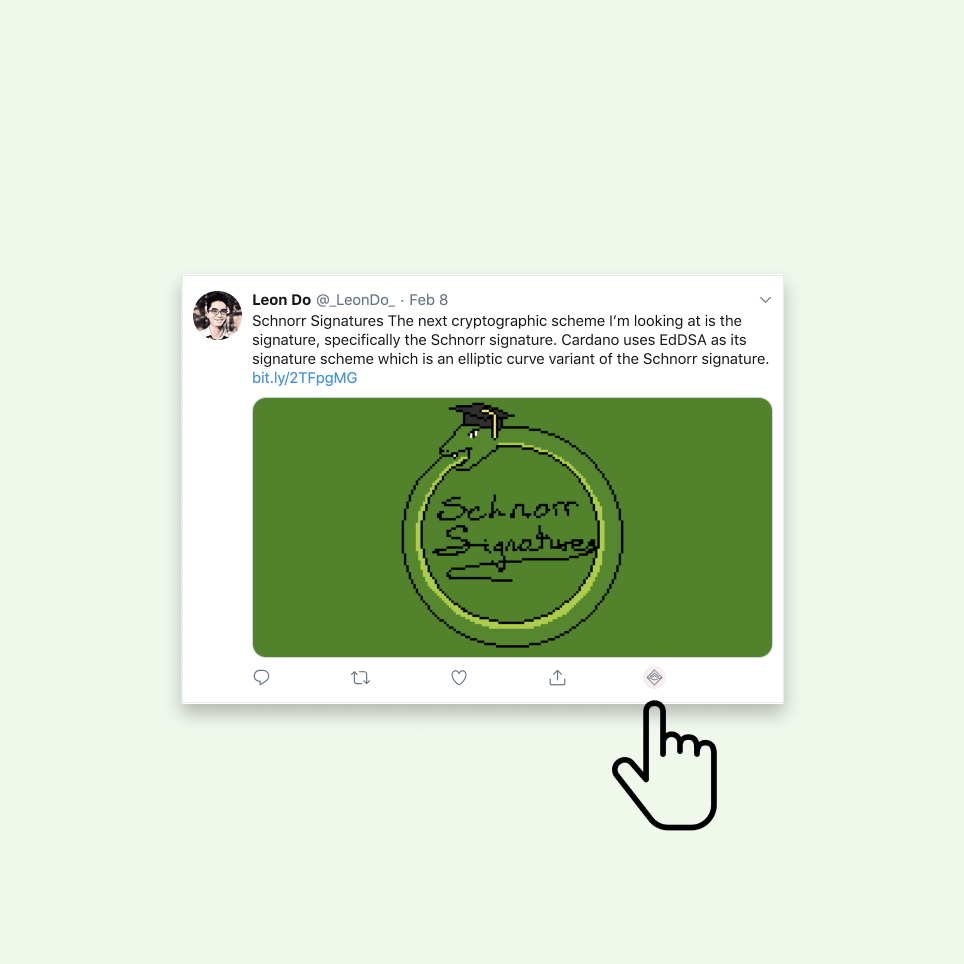 Leon Do @_LeonDo_ · Feb 8
Schnorr Signatures The next cryptographic scheme I’m looking at is the
signature, specifically the Schnorr signature. Cardano uses EdDSA as its
signature scheme which is an elliptic curve variant of the Schnorr signature.
bit.ly/2TFpgMG
Schnorr
Signatures